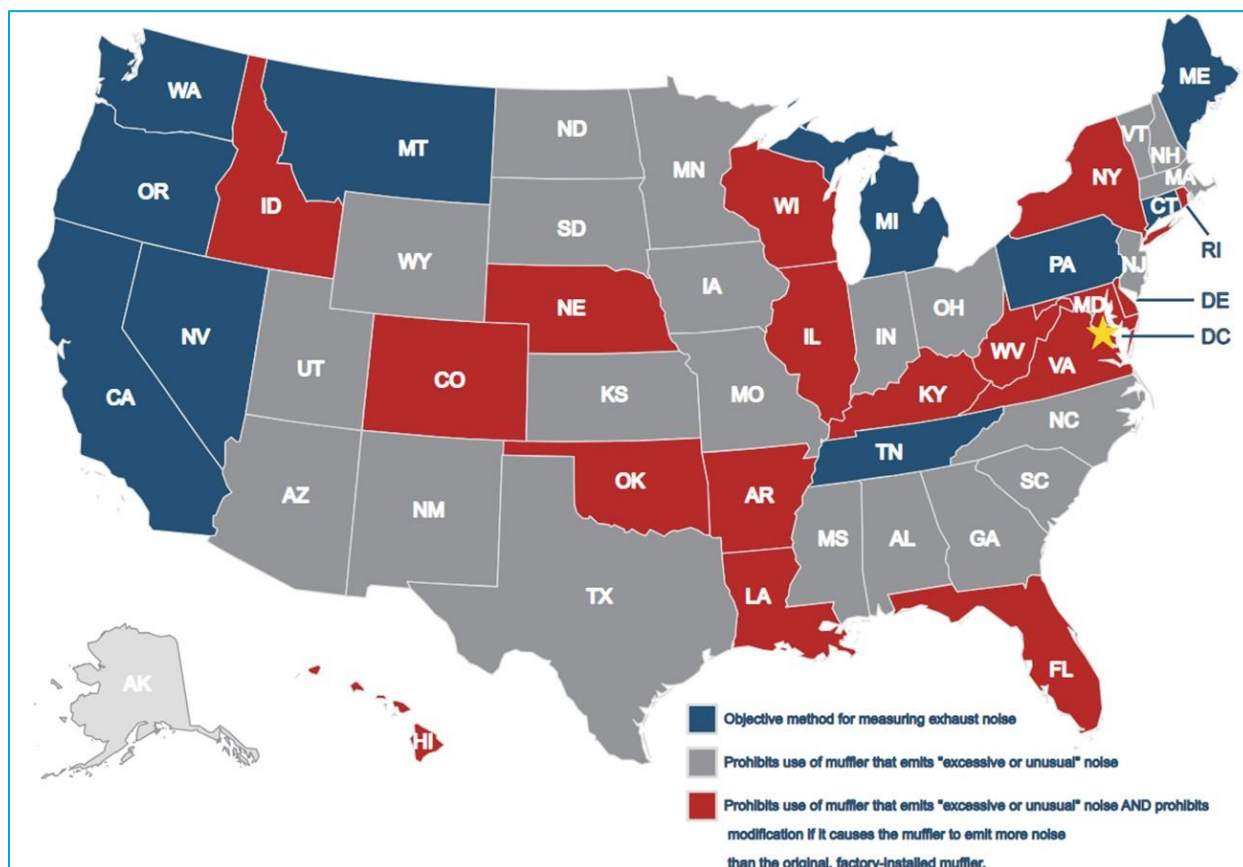 ME
WA
MT
ND
VT
NH
MN
OR
ID
WI
NY
MA
SD
MI
CT
RI
WY
PA
IA
NJ
NE
OH
DE
NV
IN
MD
IL
DC
UT
WV
CO
VA
CA
KS
MO
KY
NC
TN
OK
AZ
NM
AR
SC
MS
AL
GA
TX
LA
FL
AK
HI
Objective method for measuring exhaust noise
Prohibits use of muffler that emits "excessive or unusual" noise
Prohibits use of muffler that emits "excessive or unusual" noise AND prohibits
modification if it causes the muffler to emit more noise
than the original, factory-installed muffler.